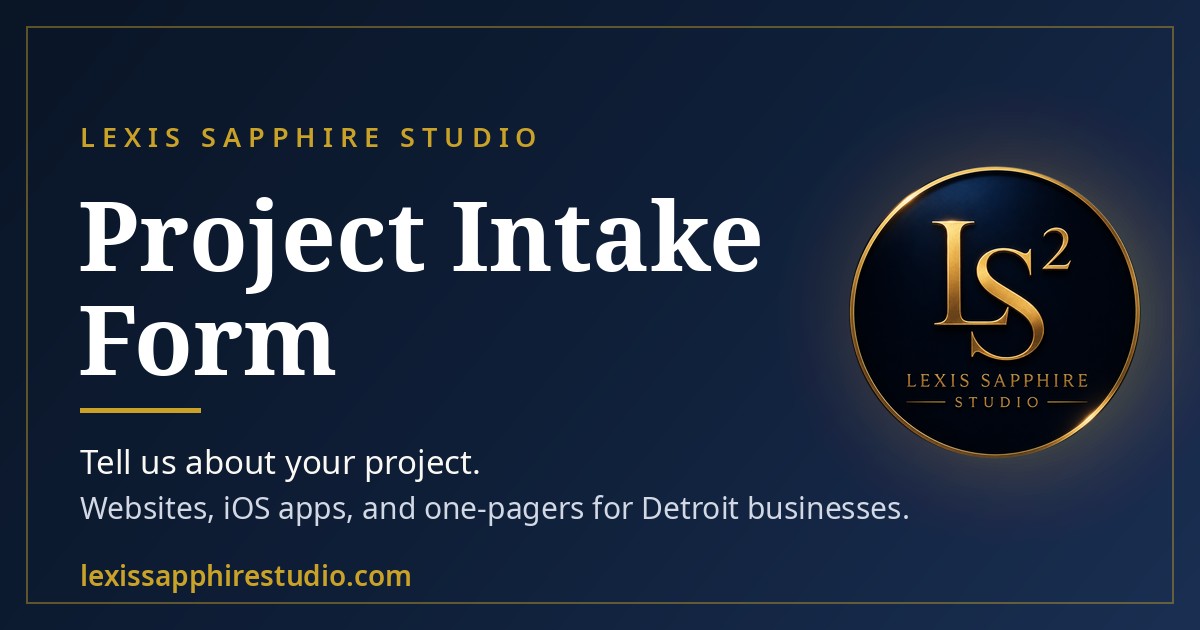 LEXIS SAPPHIRE STUDIO
Project Intake
Form
Tell us about your project.
Websites, iOS apps, and one-pagers for Detroit businesses.
lexissapphirestudio.com
LS²
LEXIS SAPPHIRE
STUDIO